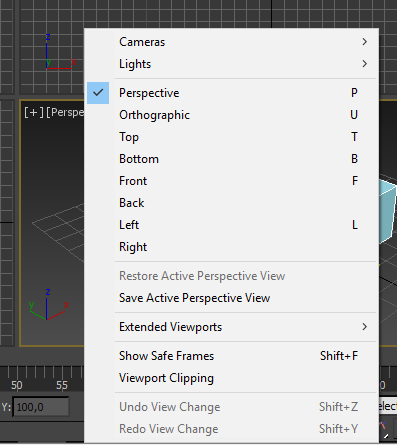 Cameras
Lights
[+][Perspe
Perspective P
Orthographic U
Top T
Bottom B
Front F
Back
Left L
Right
Restore Active Perspective View
Save Active Perspective View
Extended Viewports
Show Safe Frames Shift+F
Viewport Clipping
Undo View Change Shift+Z
Redo View Change Shift+Y
z
x
z
y
x
50 55
Y: 100,0
elec